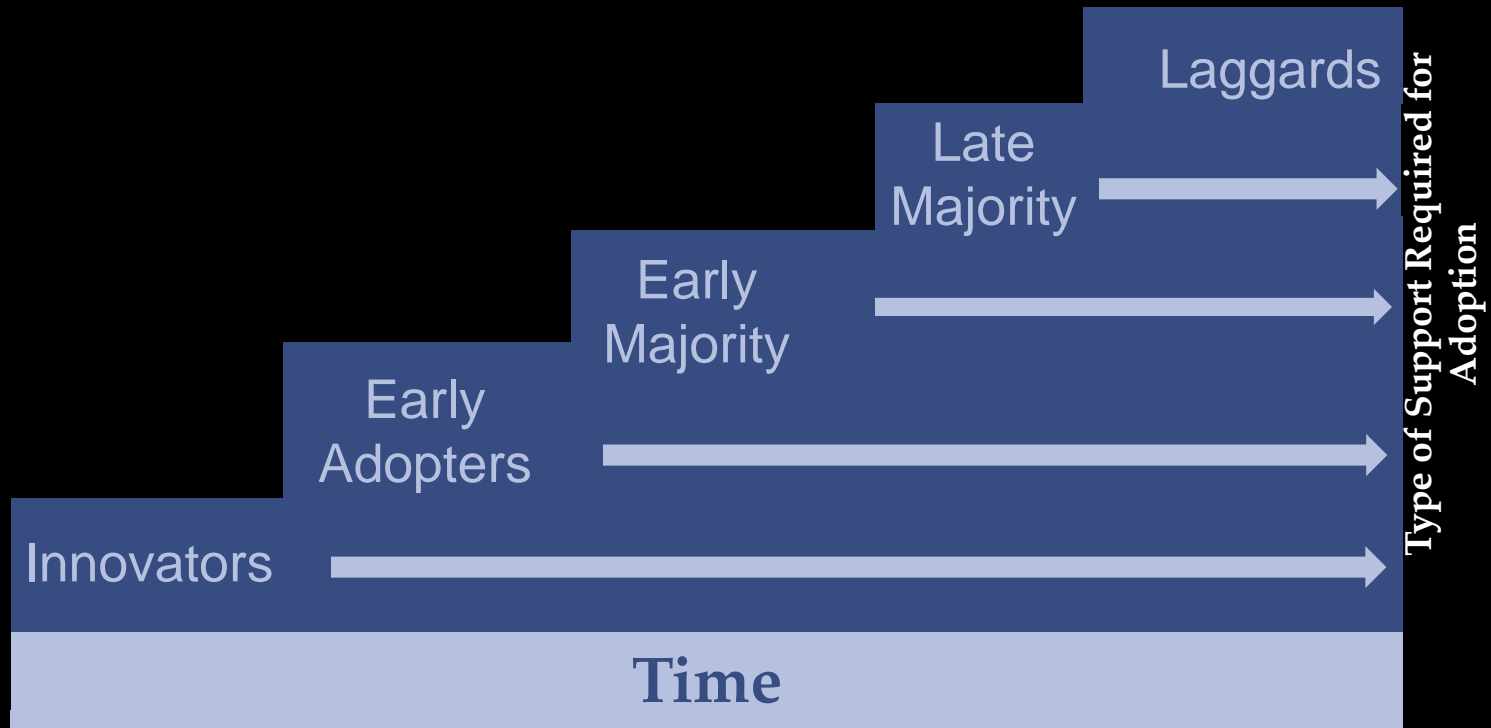 Laggards
Late
Majority
Early
Majority
Early
Adopters
Innovators
Type of Support Required for
Adoption
Time